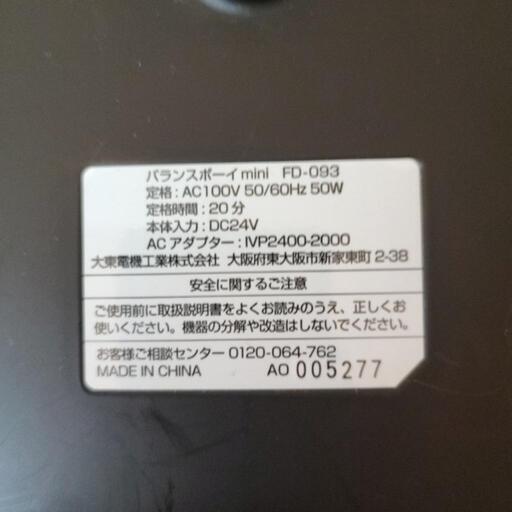 バランスボーイmini FD-093
定格：AC100V 50/60Hz 50W
定格時間：20分
本体入力：DC24V
ACアダプター：IVP2400-2000
大東電機工業株式会社 大阪府東大阪市新家東町2-38
安全に関するご注意
ご使用前に取扱説明書をよくお読みのうえ、正しくお
使いください。機器の分解や改造はしないでください。
お客様ご相談センター 0120-064-762
MADE IN CHINA AO 005277